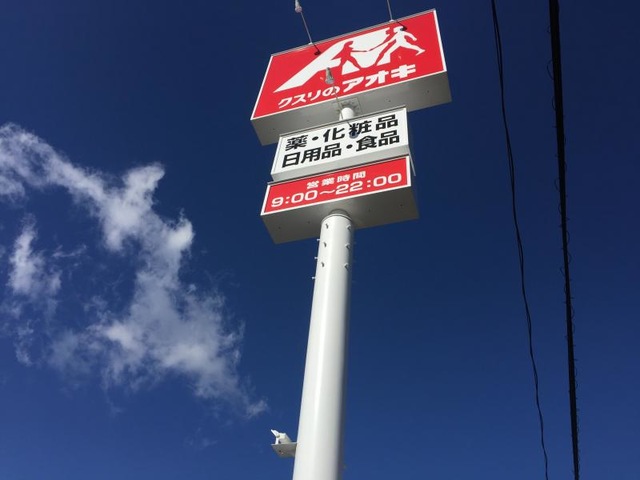 クスリのアオキ
薬・化粧品
日用品・食品
営業時間
9:00～22:00